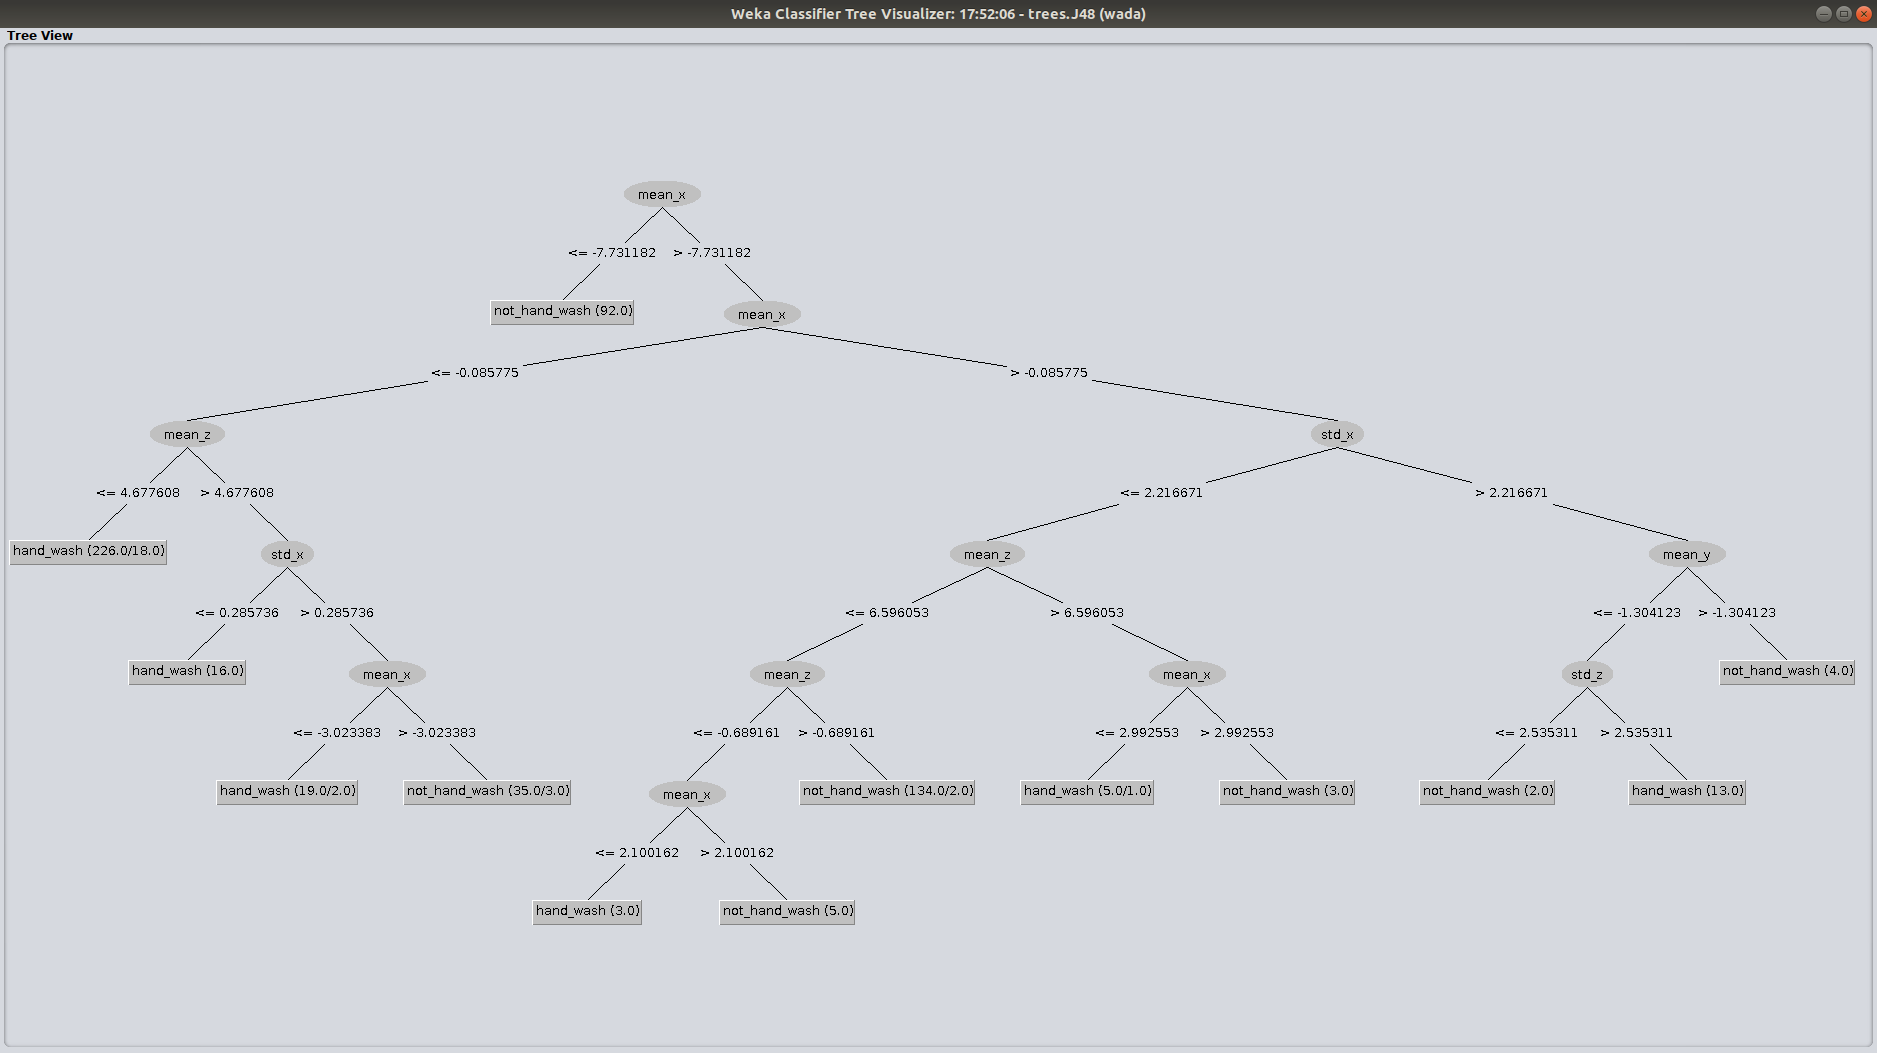 Weka Classifier Tree Visualizer: 17:52:06 - trees.J48 (wada)
Tree View
mean_x
<= -7.731182 > -7.731182
not_hand_wash (92.0)
mean_x
<= -0.085775 > -0.085775
mean_z std_x
<= 4.677608 > 4.677608 <= 2.216671 > 2.216671
hand_wash (226.0/18.0) std_x mean_z mean_y
<= 0.285736 > 0.285736 <= 6.596053 > 6.596053 <= -1.304123 > -1.304123
hand_wash (16.0) mean_x mean_z mean_x std_z not_hand_wash (4.0)
<= -3.023383 > -3.023383 <= -0.689161 > -0.689161 <= 2.992553 > 2.992553 <= 2.535311 > 2.535311
hand_wash (19.0/2.0) not_hand_wash (35.0/3.0) mean_x not_hand_wash (134.0/2.0) hand_wash (5.0/1.0) not_hand_wash (3.0) not_hand_wash (2.0) hand_wash (13.0)
<= 2.100162 > 2.100162
hand_wash (3.0) not_hand_wash (5.0)